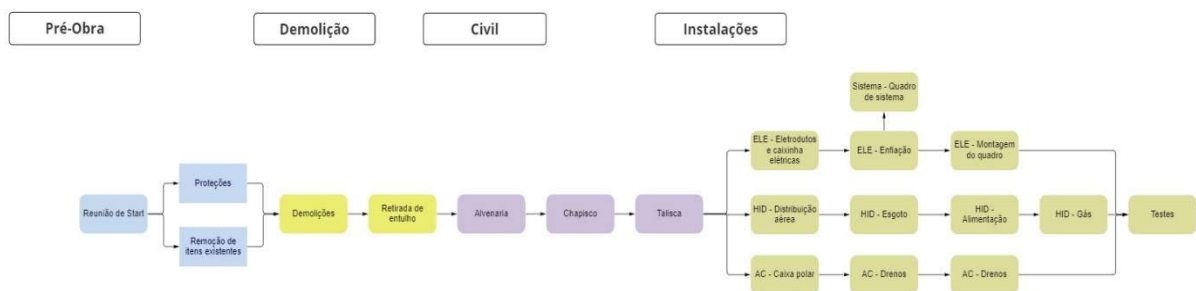 Pré-Obra
Demolição
Civil
Instalações
Sistema - Quadro
de sistema
ELE - Eletrodutos
e caixinha
elétricas
ELE - Enfiação
ELE - Montagem
do quadro
Reunião de Start
Proteções
Remoção de
itens existentes
Demolições
Retirada de
entulho
Alvenaria
Chapisco
Talisca
HID - Distribuição
aérea
HID - Esgoto
HID -
Alimentação
HID - Gás
Testes
AC - Caixa polar
AC - Drenos
AC - Drenos